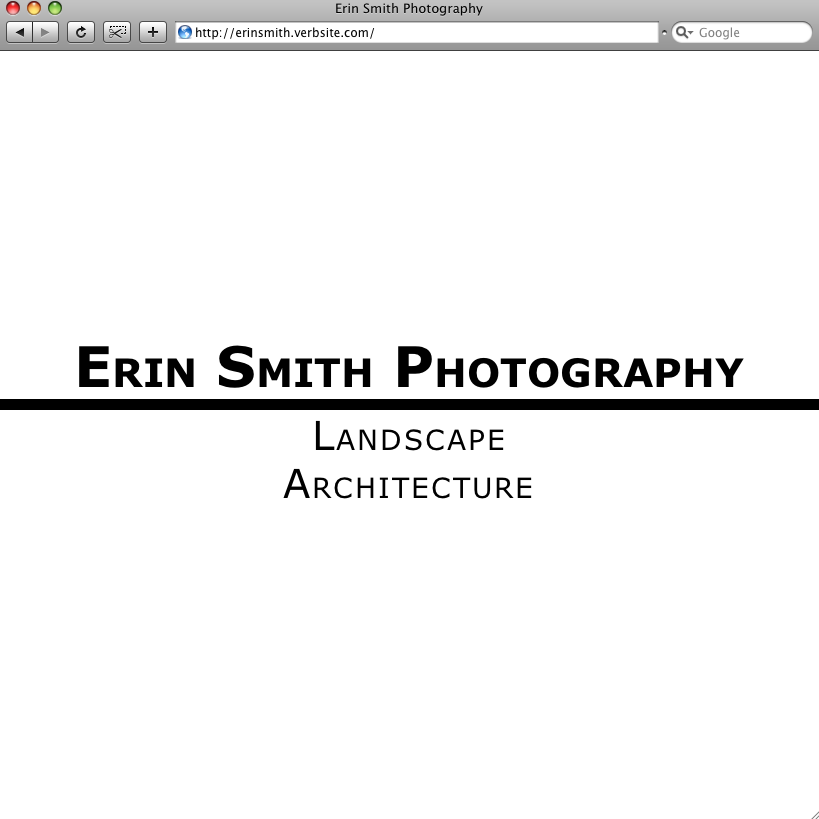 Erin Smith Photography
http://erinsmith.verbsite.com/
Google
Erin Smith Photography
Landscape
Architecture